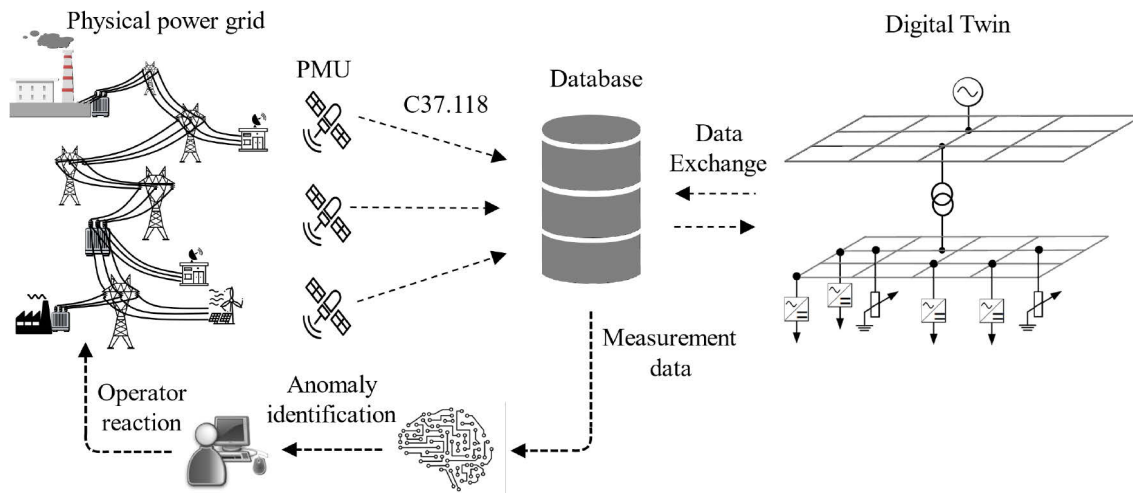 Physical power grid
Digital Twin
PMU
Database
C37.118
Data
Exchange
Measurement
data
Operator
reaction
Anomaly
identification